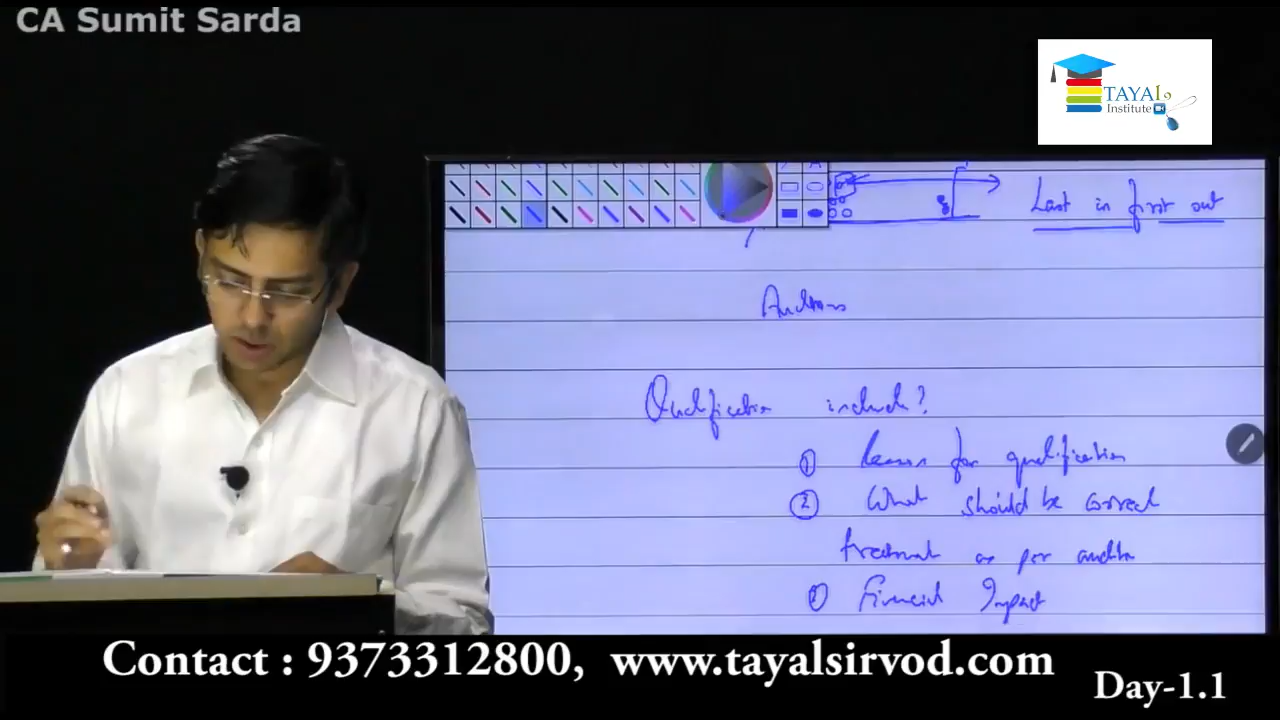 CA Sumit Sarda
TAYAl's
Institute
Last in first out
Auditors
Qualification include?
① Reason for qualification
② What should be correct
treatment as per auditor
Financial Impact
Contact : 9373312800, www.tayalsirvod.com
Day-1.1